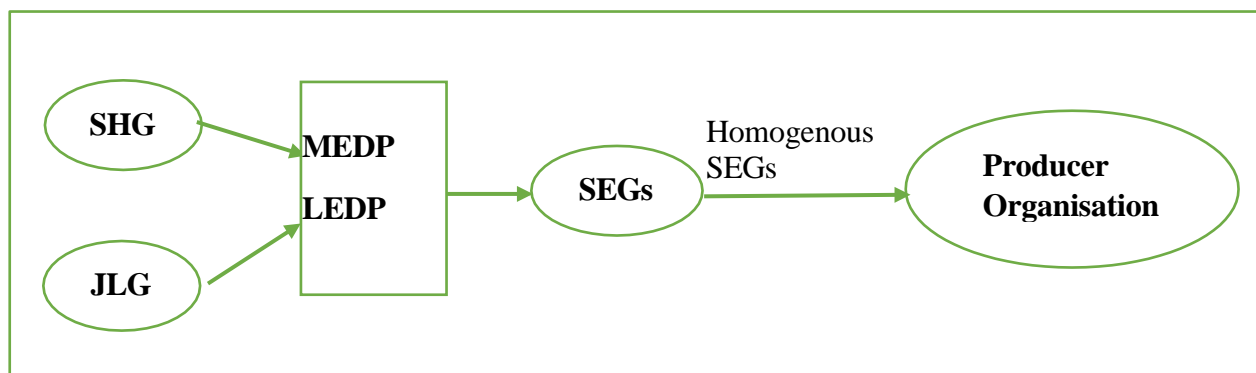 SHG
JLG
MEDP
LEDP
SEGs
Homogenous
SEGs
Producer
Organisation